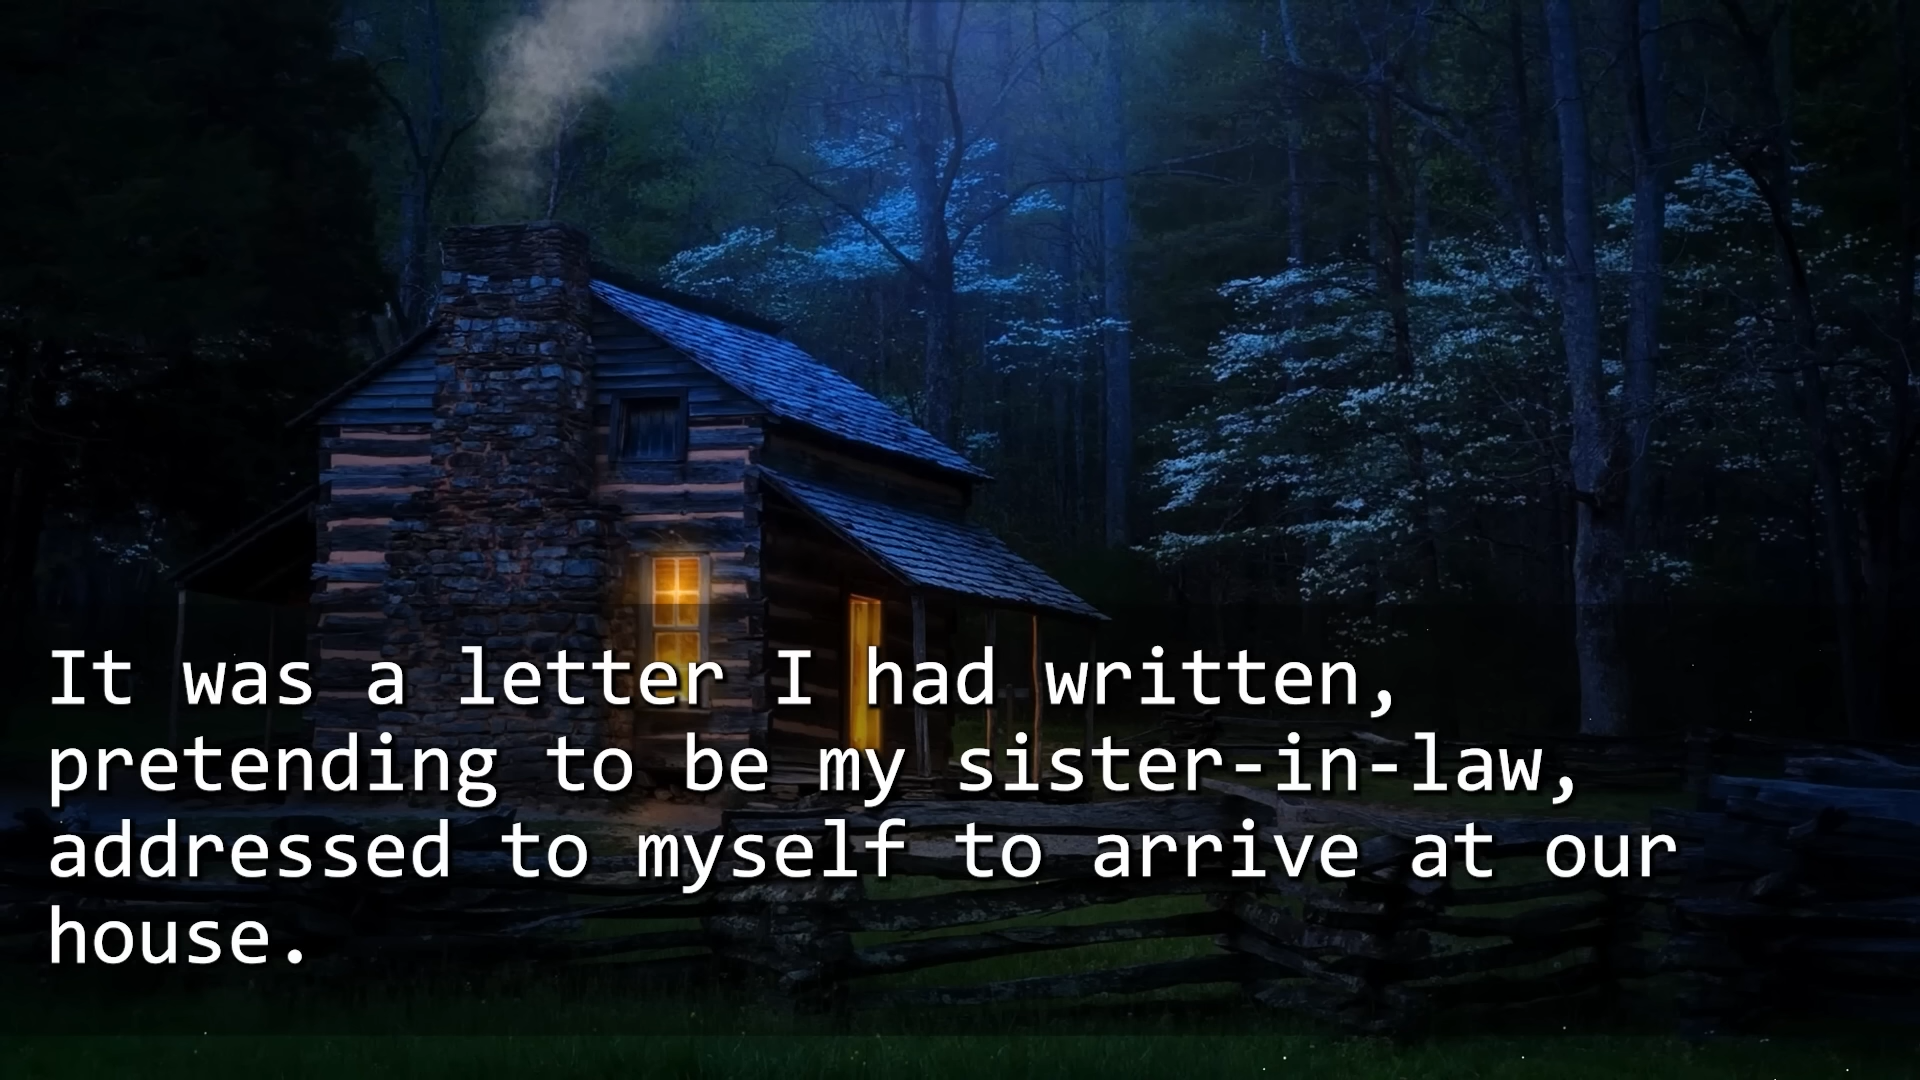 It was a letter I had written,
pretending to be my sister-in-law,
addressed to myself to arrive at our
house.